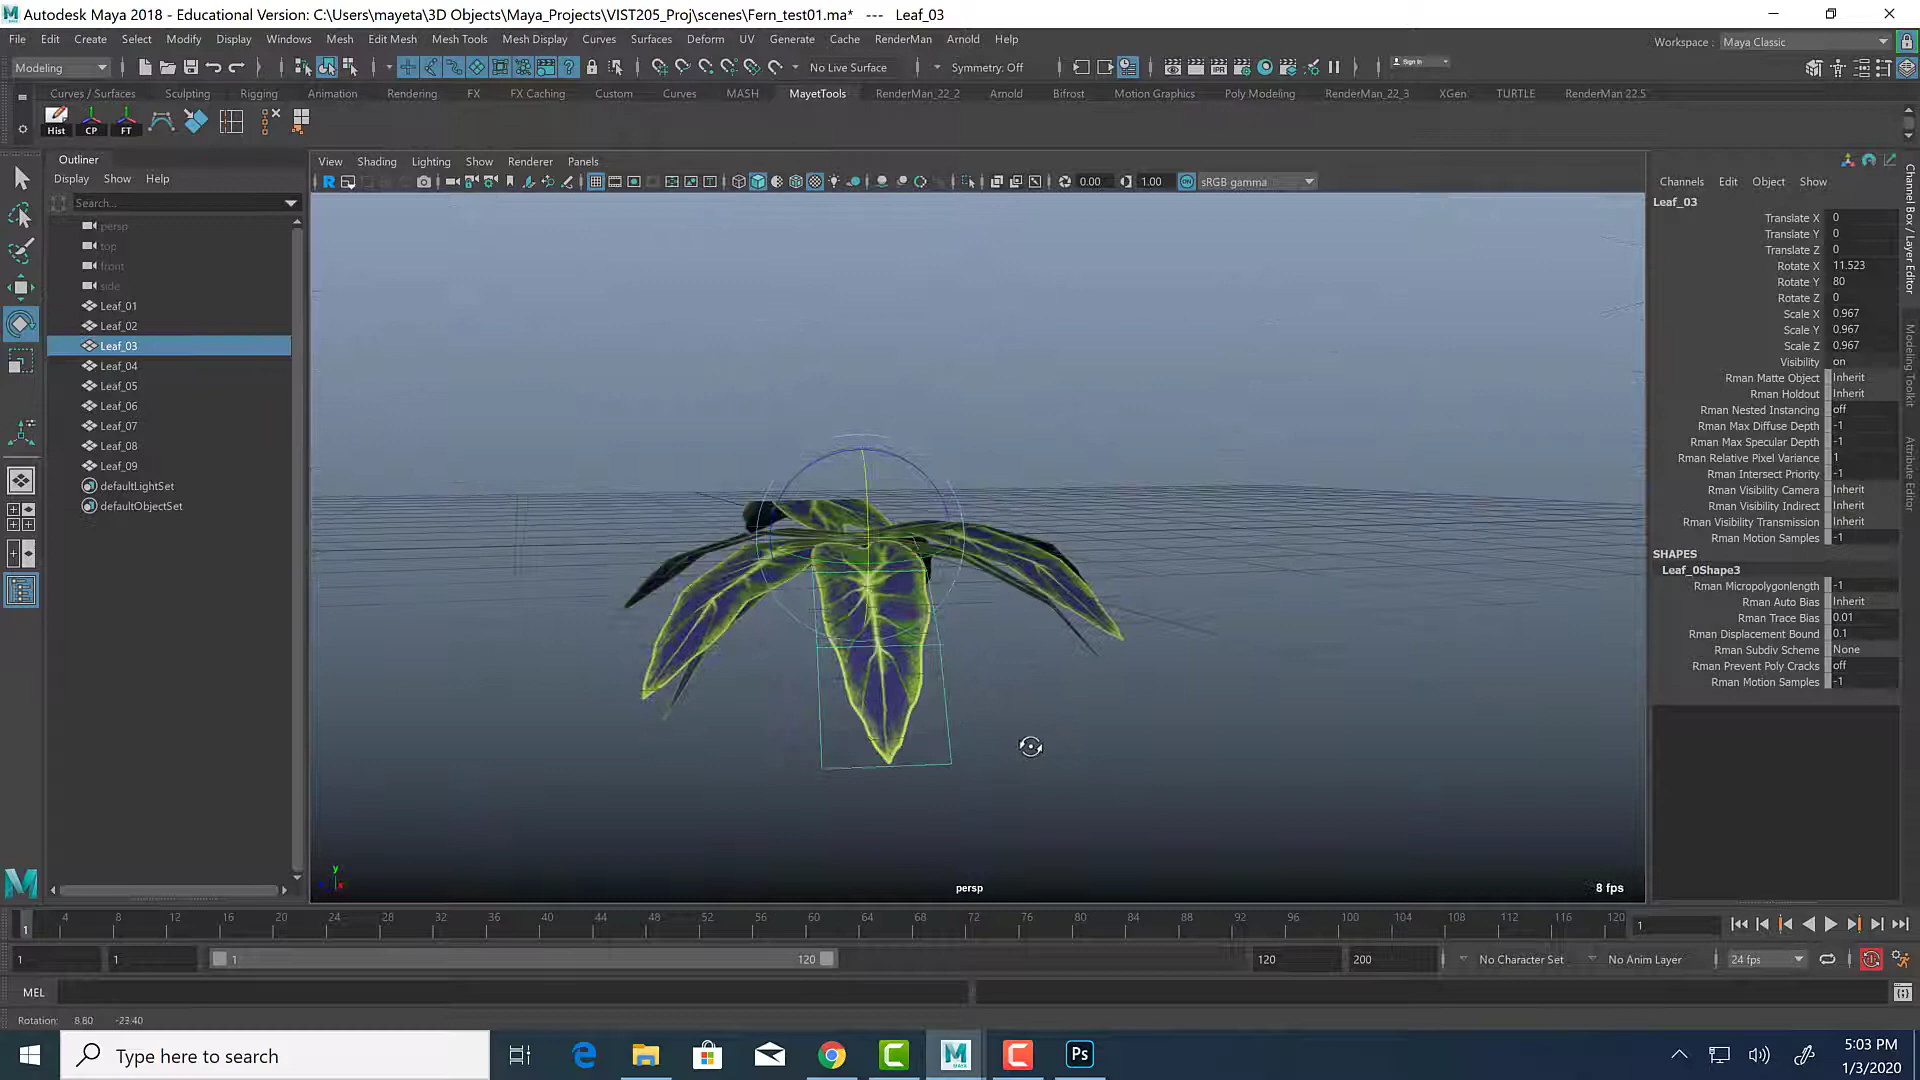 Autodesk Maya 2018 - Educational Version: C:\Users\mayeta\3D Objects\Maya_Projects\VIST205_Proj\scenes\Fern_test01.ma* --- Leaf_03
File Edit Create Select Modify Display Windows Mesh Edit Mesh Mesh Tools Mesh Display Curves Surfaces Deform UV Generate Cache RenderMan Arnold Help
Workspace : Maya Classic
Modeling No Live Surface Symmetry: Off Sign In
Curves / Surfaces Sculpting Rigging Animation Rendering FX FX Caching Custom Curves MASH MayetTools RenderMan_22_2 Arnold Bifrost Motion Graphics Poly Modeling RenderMan_22_3 XGen TURTLE RenderMan 22.5
Hist CP FT
Outliner
Display Show Help
Search...
persp
top
front
side
Leaf_01
Leaf_02
Leaf_03
Leaf_04
Leaf_05
Leaf_06
Leaf_07
Leaf_08
Leaf_09
defaultLightSet
defaultObjectSet
View Shading Lighting Show Renderer Panels
0.00 1.00 sRGB gamma
persp
8 fps
Channels Edit Object Show
Leaf_03
Translate X 0
Translate Y 0
Translate Z 0
Rotate X 11.523
Rotate Y 80
Rotate Z 0
Scale X 0.967
Scale Y 0.967
Scale Z 0.967
Visibility on
Rman Matte Object Inherit
Rman Holdout Inherit
Rman Nested Instancing off
Rman Max Diffuse Depth -1
Rman Max Specular Depth -1
Rman Relative Pixel Variance 1
Rman Intersect Priority -1
Rman Visibility Camera Inherit
Rman Visibility Indirect Inherit
Rman Visibility Transmission Inherit
Rman Motion Samples -1
SHAPES
Leaf_0Shape3
Rman Micropolygonlength -1
Rman Auto Bias Inherit
Rman Trace Bias 0.01
Rman Displacement Bound 0.1
Rman Subdiv Scheme None
Rman Prevent Poly Cracks off
Rman Motion Samples -1
Channel Box / Layer Editor
Modeling Toolkit
Attribute Editor
4 8 12 16 20 24 28 32 36 40 44 48 52 56 60 64 68 72 76 80 84 88 92 96 100 104 108 112 116 120
1 1
1 1 1 120 120 200 No Character Set No Anim Layer 24 fps
MEL
Rotation: 8.80 -23.40
Type here to search
5:03 PM
1/3/2020